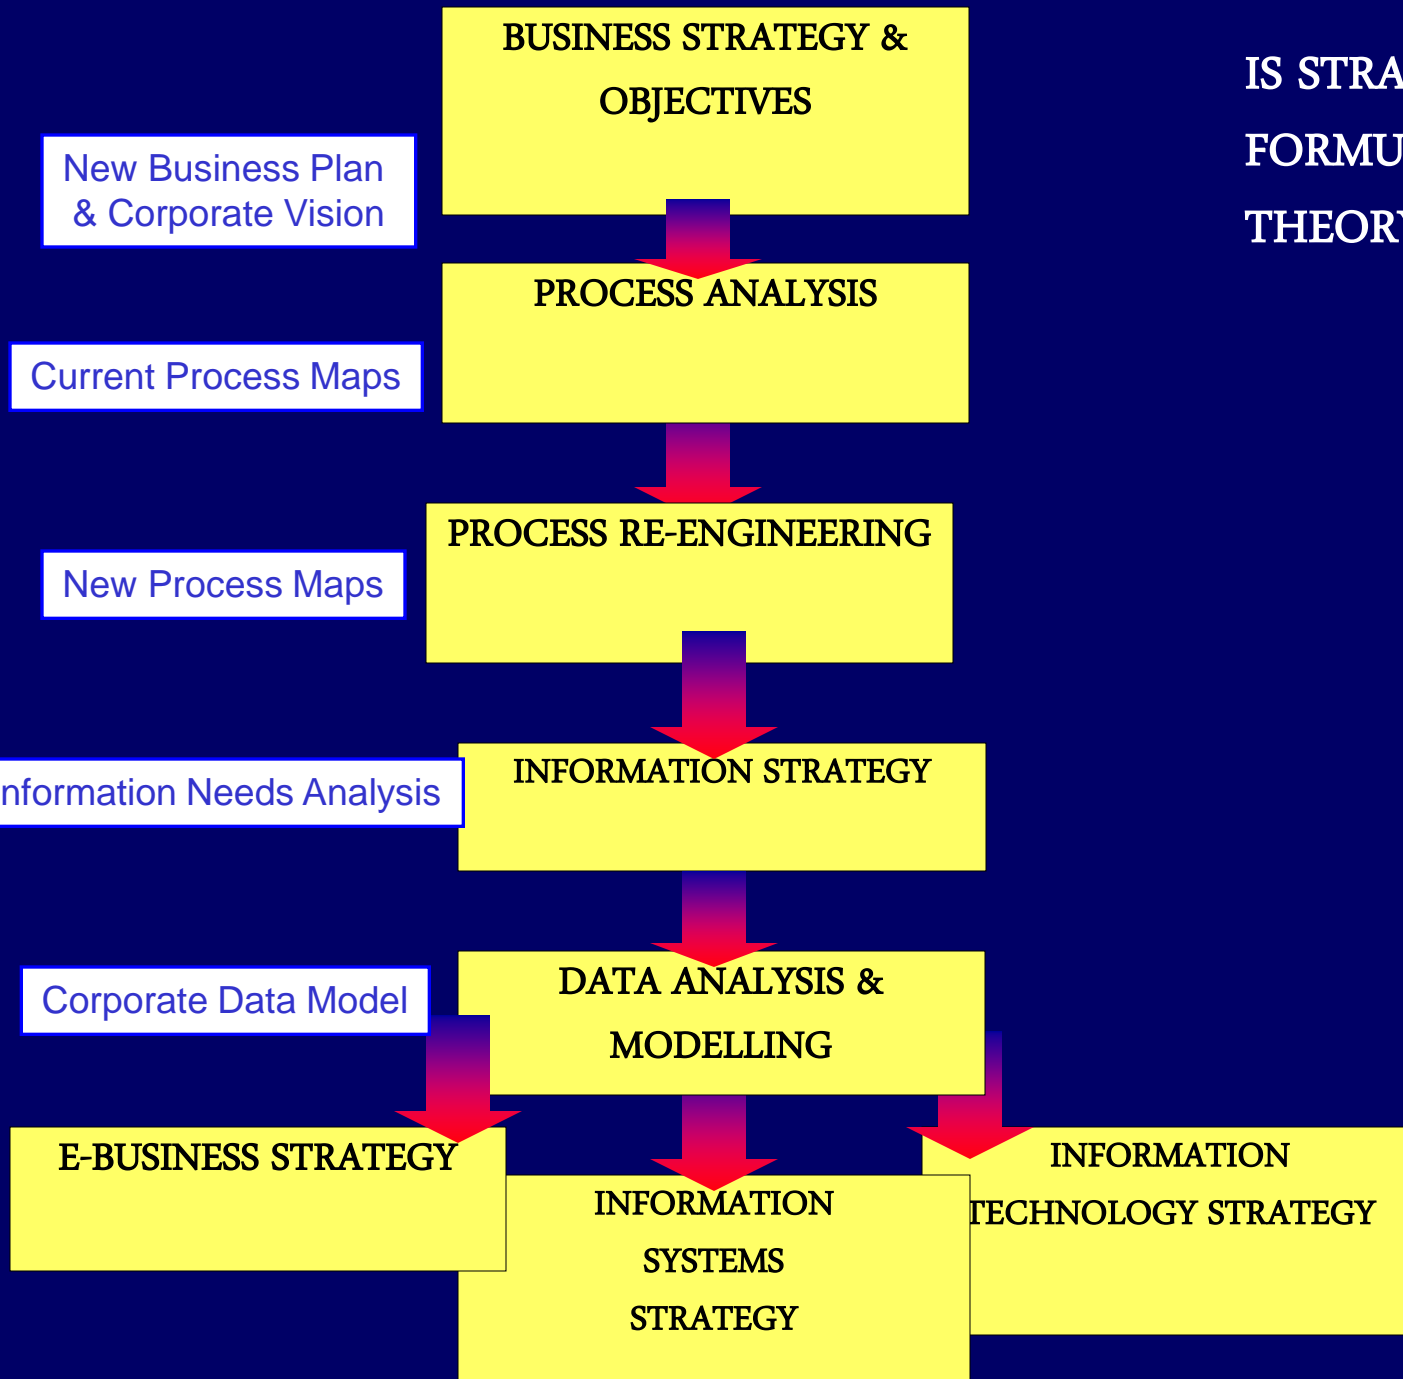 BUSINESS STRATEGY &
OBJECTIVES
IS STRA
FORMU
THEORY
New Business Plan
& Corporate Vision
PROCESS ANALYSIS
Current Process Maps
PROCESS RE-ENGINEERING
New Process Maps
INFORMATION STRATEGY
nformation Needs Analysis
DATA ANALYSIS &
MODELLING
Corporate Data Model
E-BUSINESS STRATEGY
INFORMATION
SYSTEMS
STRATEGY
INFORMATION
TECHNOLOGY STRATEGY